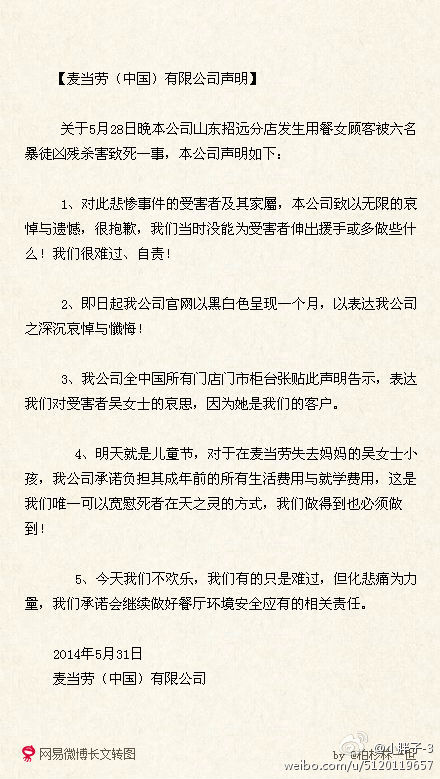 【麦当劳（中国）有限公司声明】
关于5月28日晚本公司山东招远分店发生用餐女顾客被六名
暴徒凶残杀害致死一事，本公司声明如下：
1、对此悲惨事件的受害者及其家屬，本公司致以无限的哀
悼与遗憾，很抱歉，我们当时没能为受害者伸出援手或多做些什
么！我们很难过、自责！
2、即日起我公司官网以黑白色呈现一个月，以表达我公司
之深沉哀悼与懺悔！
3、我公司全中国所有门店门市柜台张贴此声明告示，表达
我们对受害者吴女士的哀思，因为她是我们的客户。
4、明天就是儿童节，对于在麦当劳失去妈妈的吴女士小
孩，我公司承诺负担其成年前的所有生活费用与就学费用，这是
我们唯一可以宽慰死者在天之灵的方式，我们做得到也必须做
到！
5、今天我们不欢乐，我们有的只是难过，但化悲痛为力
量，我们承诺会继续做好餐厅环境安全应有的相关责任。
2014年5月31日
麦当劳（中国）有限公司
网易微博长文转图
@小胖子-3
by @柏杉林一世
weibo.com/u/5120119657